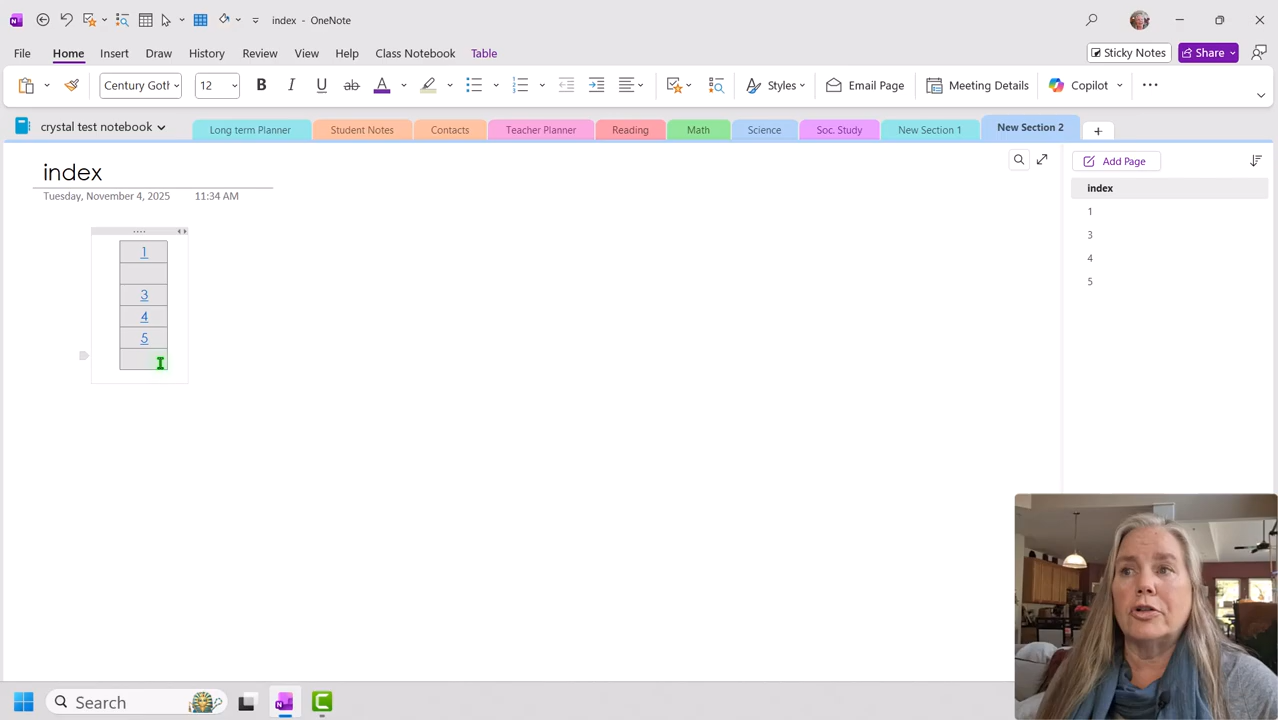 index - OneNote
File Home Insert Draw History Review View Help Class Notebook Table
Sticky Notes Share
Century Goth 12 B I U ab A Styles Email Page Meeting Details Copilot
crystal test notebook Long term Planner Student Notes Contacts Teacher Planner Reading Math Science Soc. Study New Section 1 New Section 2
index
Tuesday, November 4, 2025 11:34 AM
1
3
4
5
Add Page
index
1
3
4
5
Search